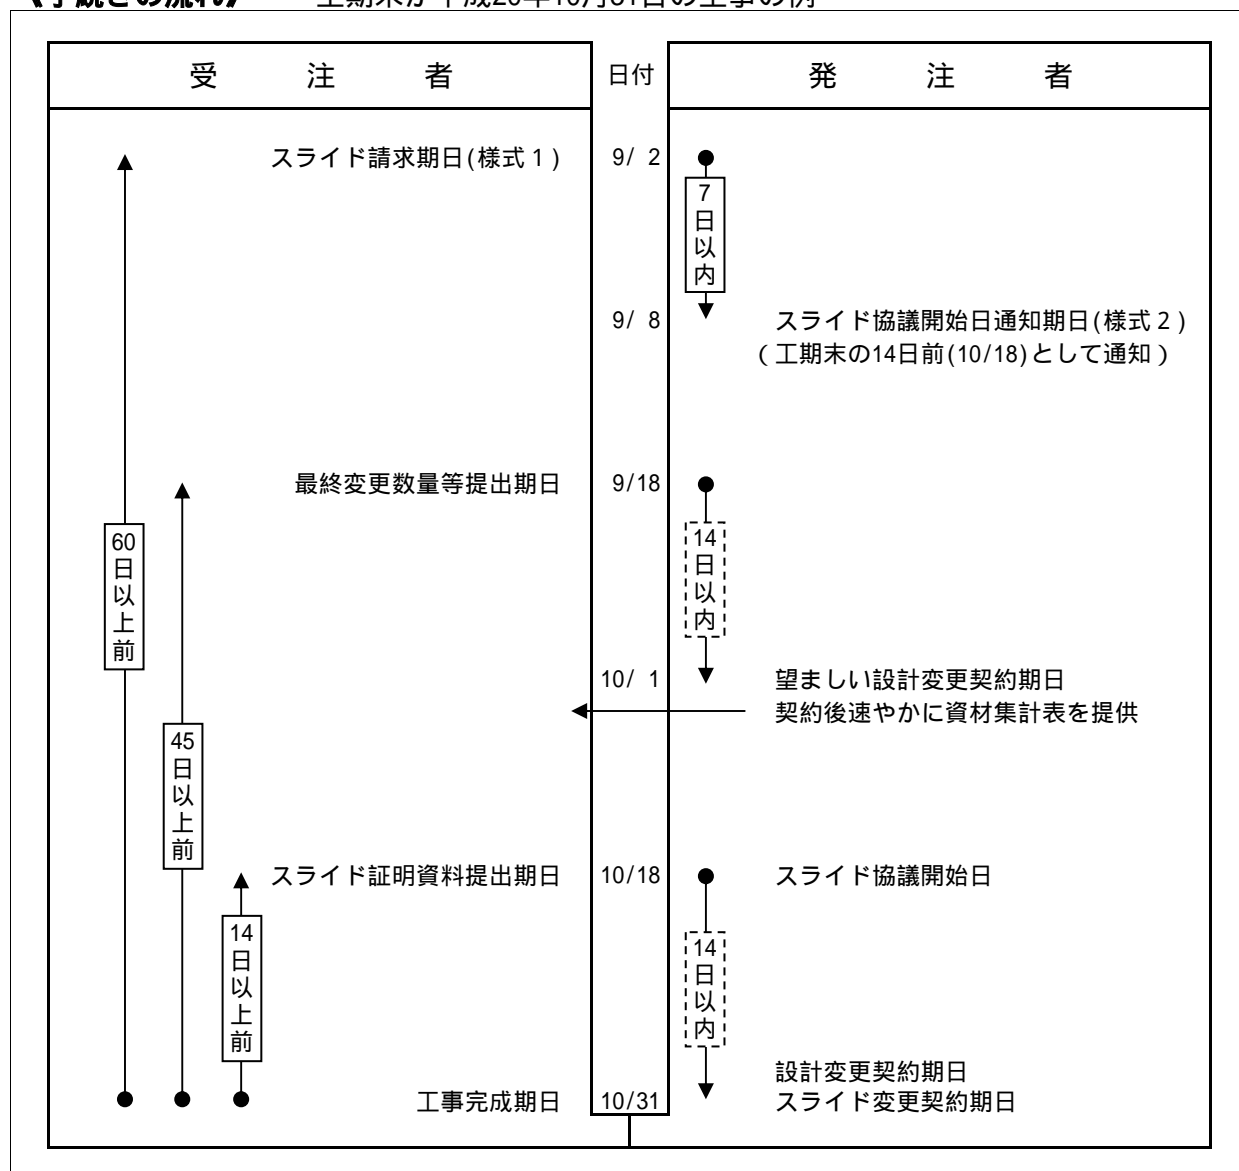 受 注 者 日付 発 注 者
スライド請求期日(様式1) 9/ 2
7日以内
9/ 8 スライド協議開始日通知期日(様式2)
(工期末の14日前(10/18)として通知)
最終変更数量等提出期日 9/18
60日以上前
14日以内
10/ 1 望ましい設計変更契約期日
契約後速やかに資材集計表を提供
45日以上前
スライド証明資料提出期日 10/18 スライド協議開始日
14日以上前
14日以内
設計変更契約期日
工事完成期日 10/31 スライド変更契約期日